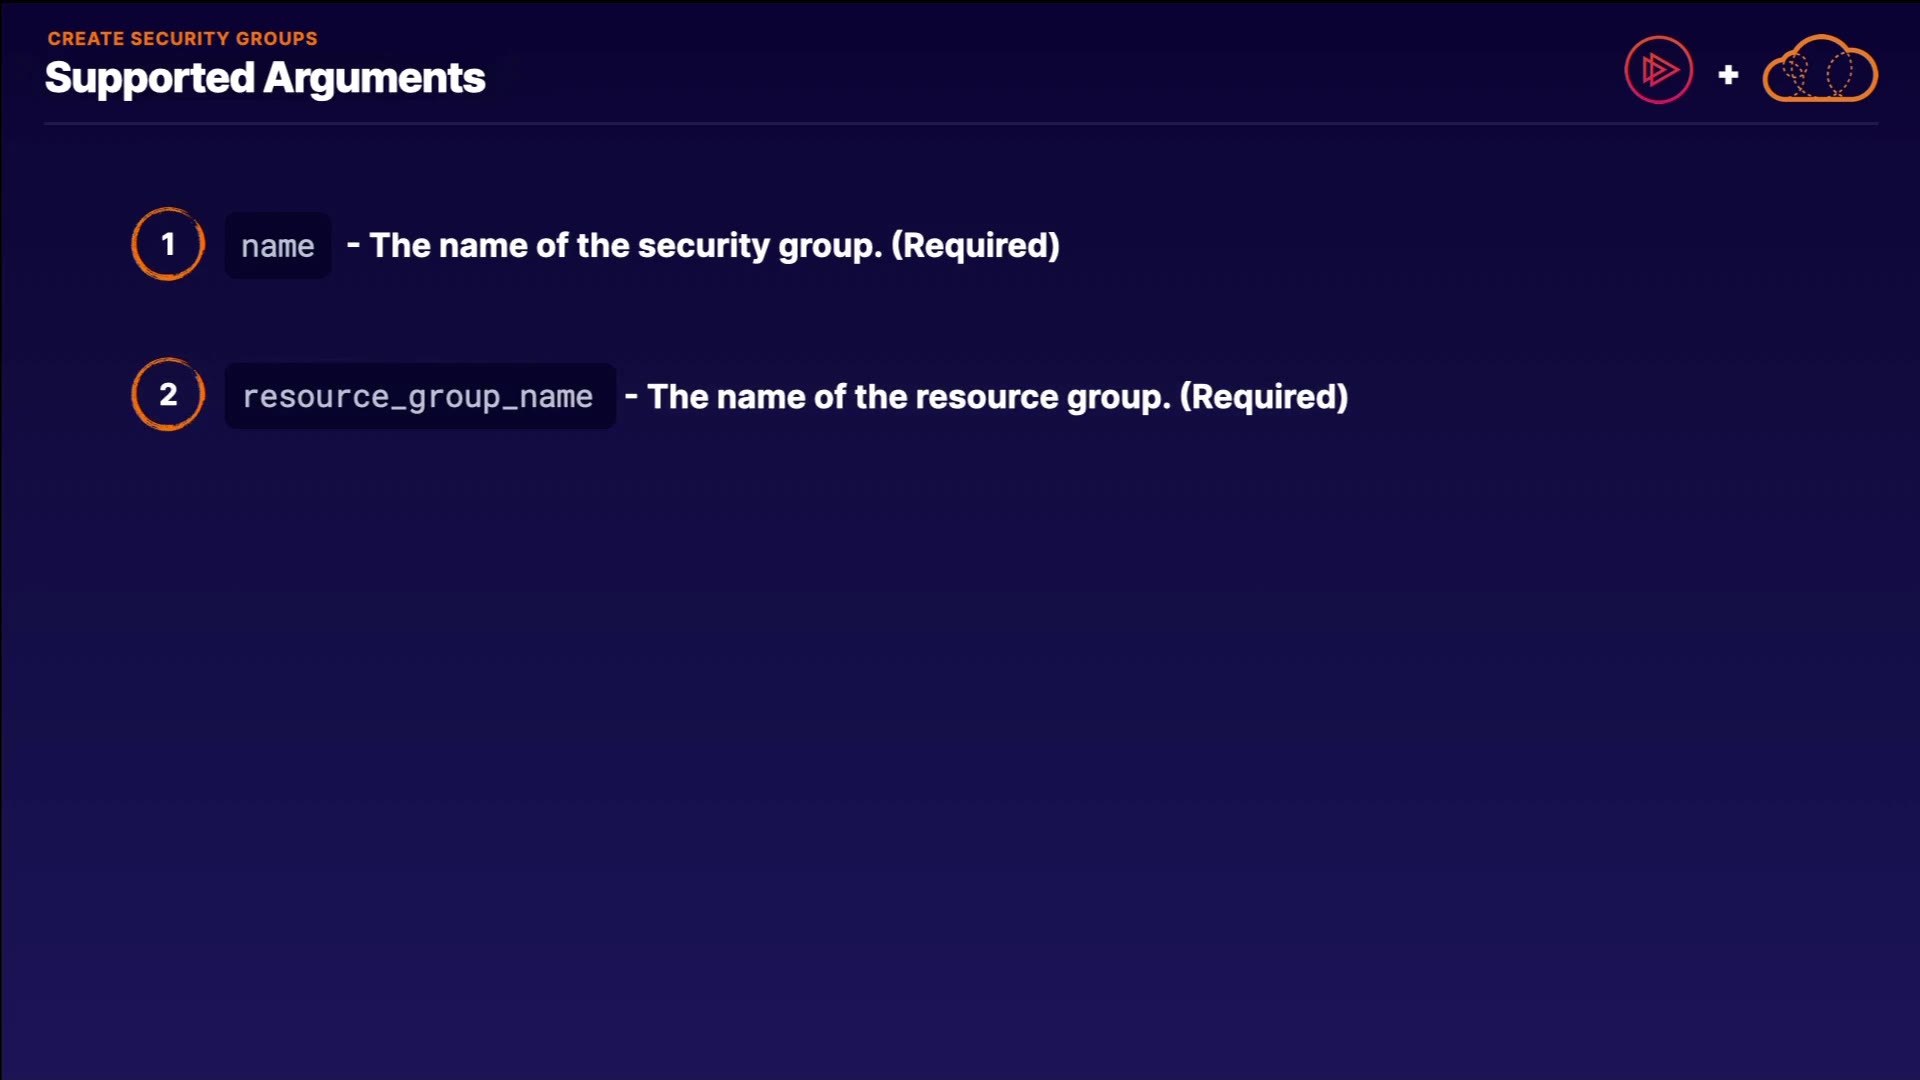 CREATE SECURITY GROUPS
Supported Arguments
+
1 name - The name of the security group. (Required)
2 resource_group_name - The name of the resource group. (Required)